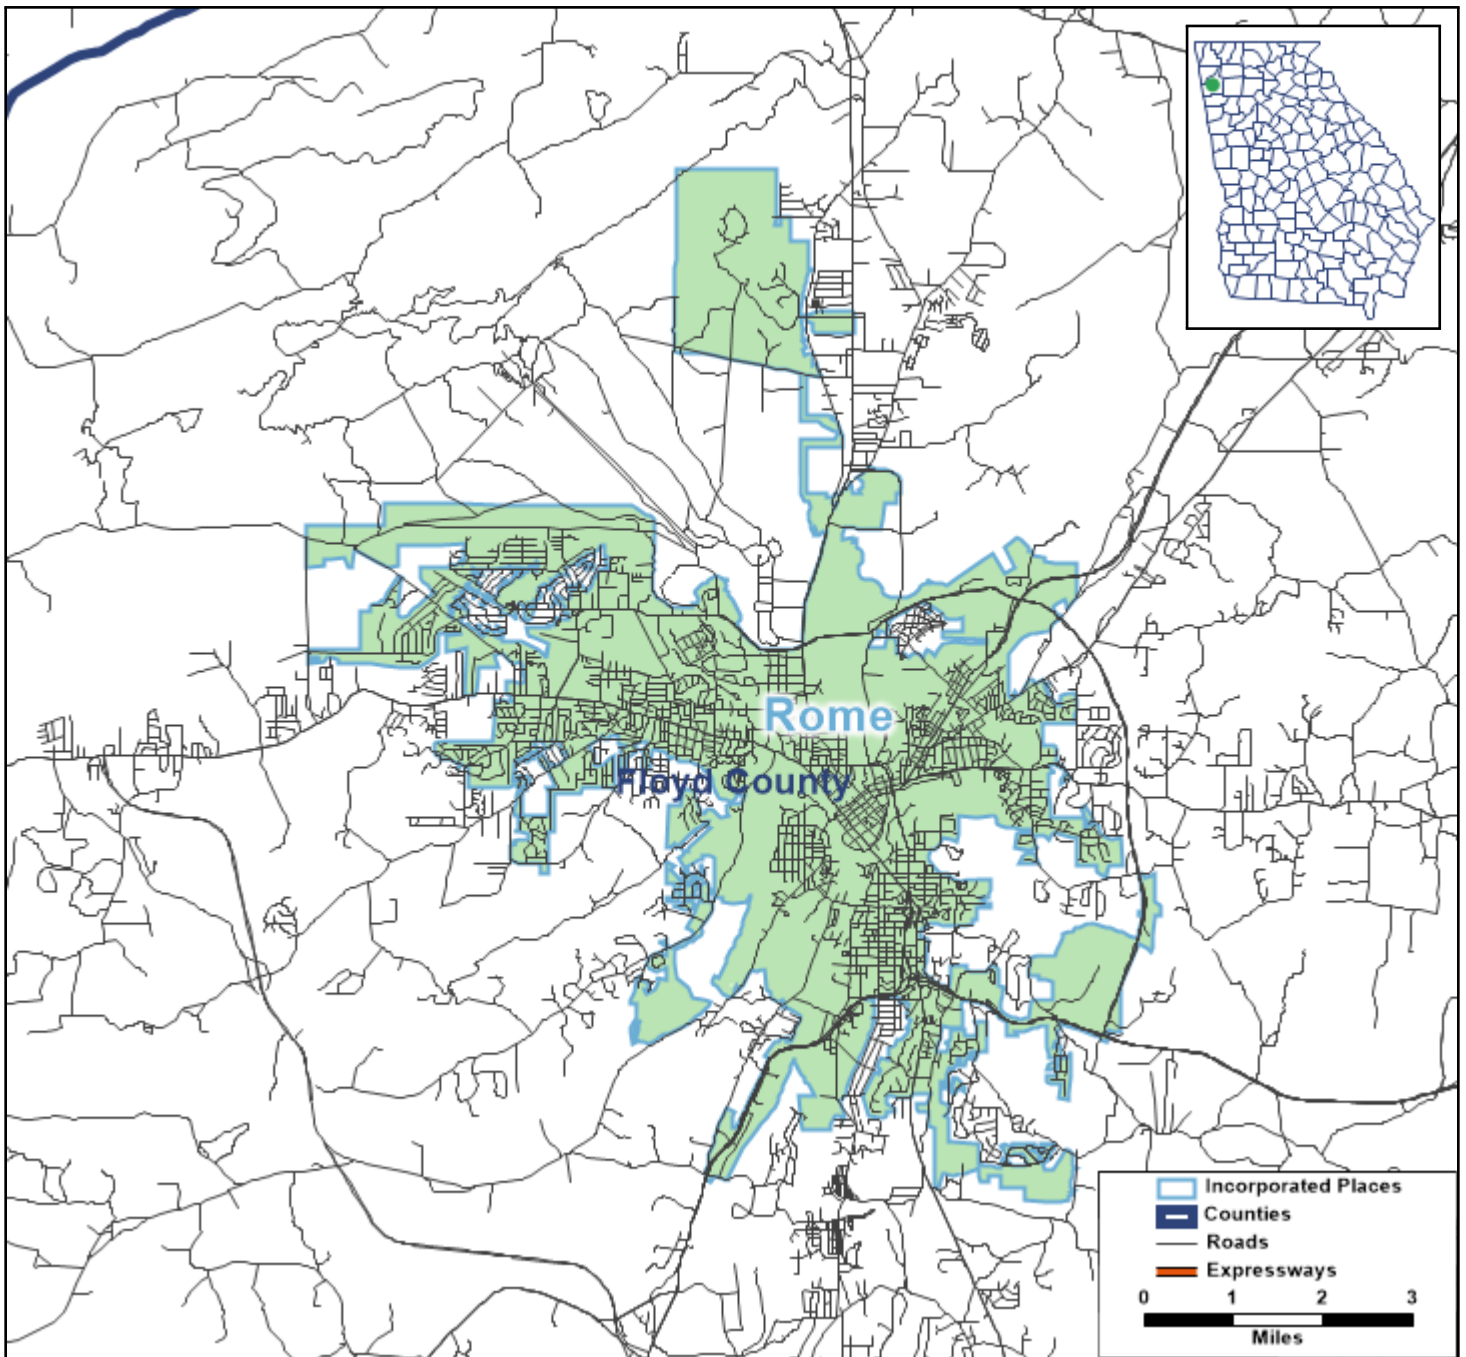 Rome
Floyd County
Incorporated Places
Counties
Roads
Expressways
0 1 2 3
Miles